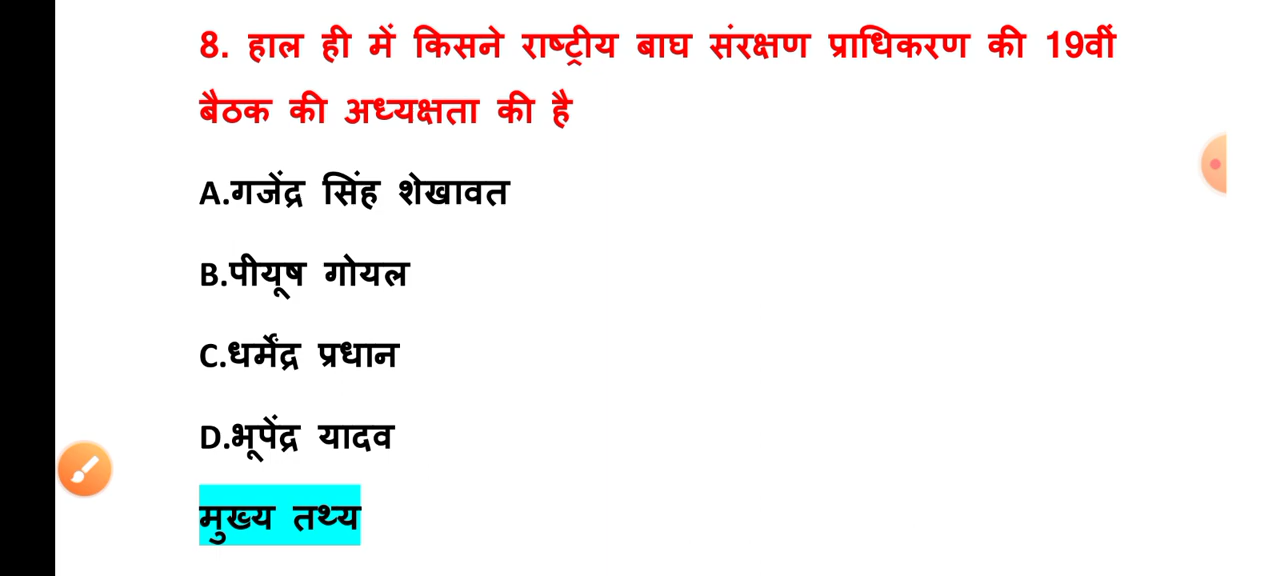 8. हाल ही में किसने राष्ट्रीय बाघ संरक्षण प्राधिकरण की 19वीं
बैठक की अध्यक्षता की है
A.गजेंद्र सिंह शेखावत
B.पीयूष गोयल
C.धर्मेंद्र प्रधान
D.भूपेंद्र यादव
मुख्य तथ्य